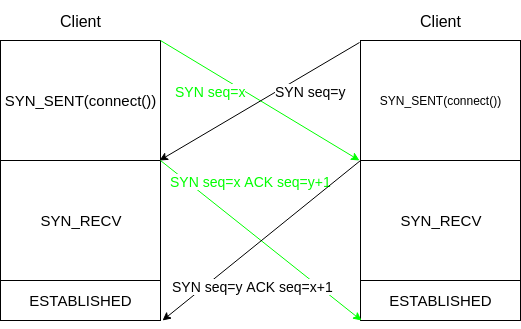 Client
Client
SYN seq=x
SYN seq=y
SYN_SENT(connect())
SYN_SENT(connect())
SYN seq=x ACK seq=y+1
SYN_RECV
SYN_RECV
SYN seq=y ACK seq=x+1
ESTABLISHED
ESTABLISHED